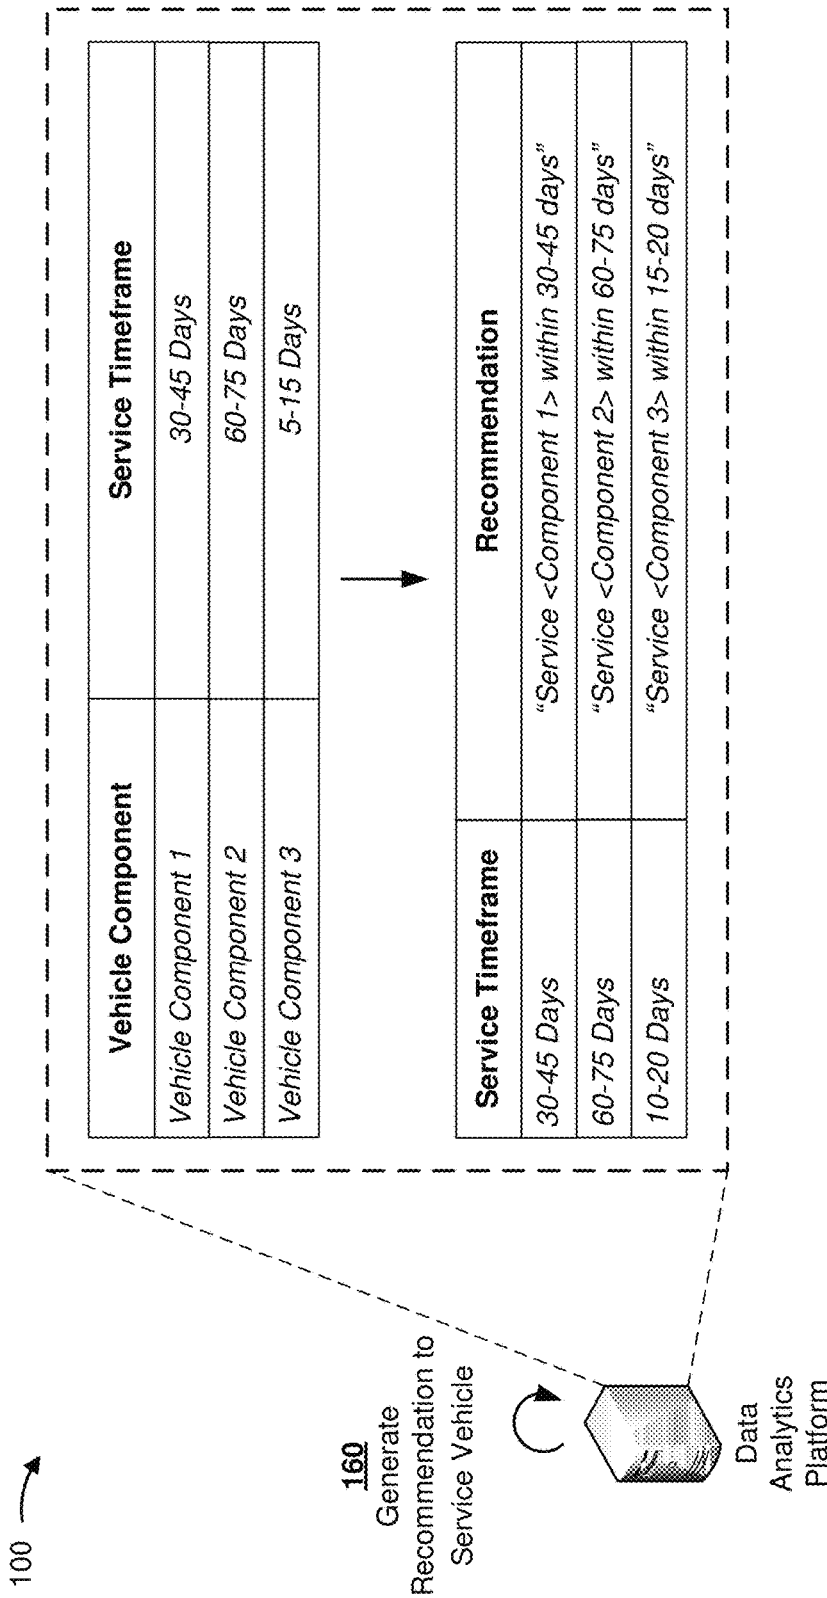 100
160
Generate
Recommendation to
Service Vehicle
Data
Analytics
Platform
Vehicle Component Service Timeframe
Vehicle Component 1 30-45 Days
Vehicle Component 2 60-75 Days
Vehicle Component 3 5-15 Days
Service Timeframe Recommendation
30-45 Days “Service <Component 1> within 30-45 days”
60-75 Days “Service <Component 2> within 60-75 days”
10-20 Days “Service <Component 3> within 15-20 days”